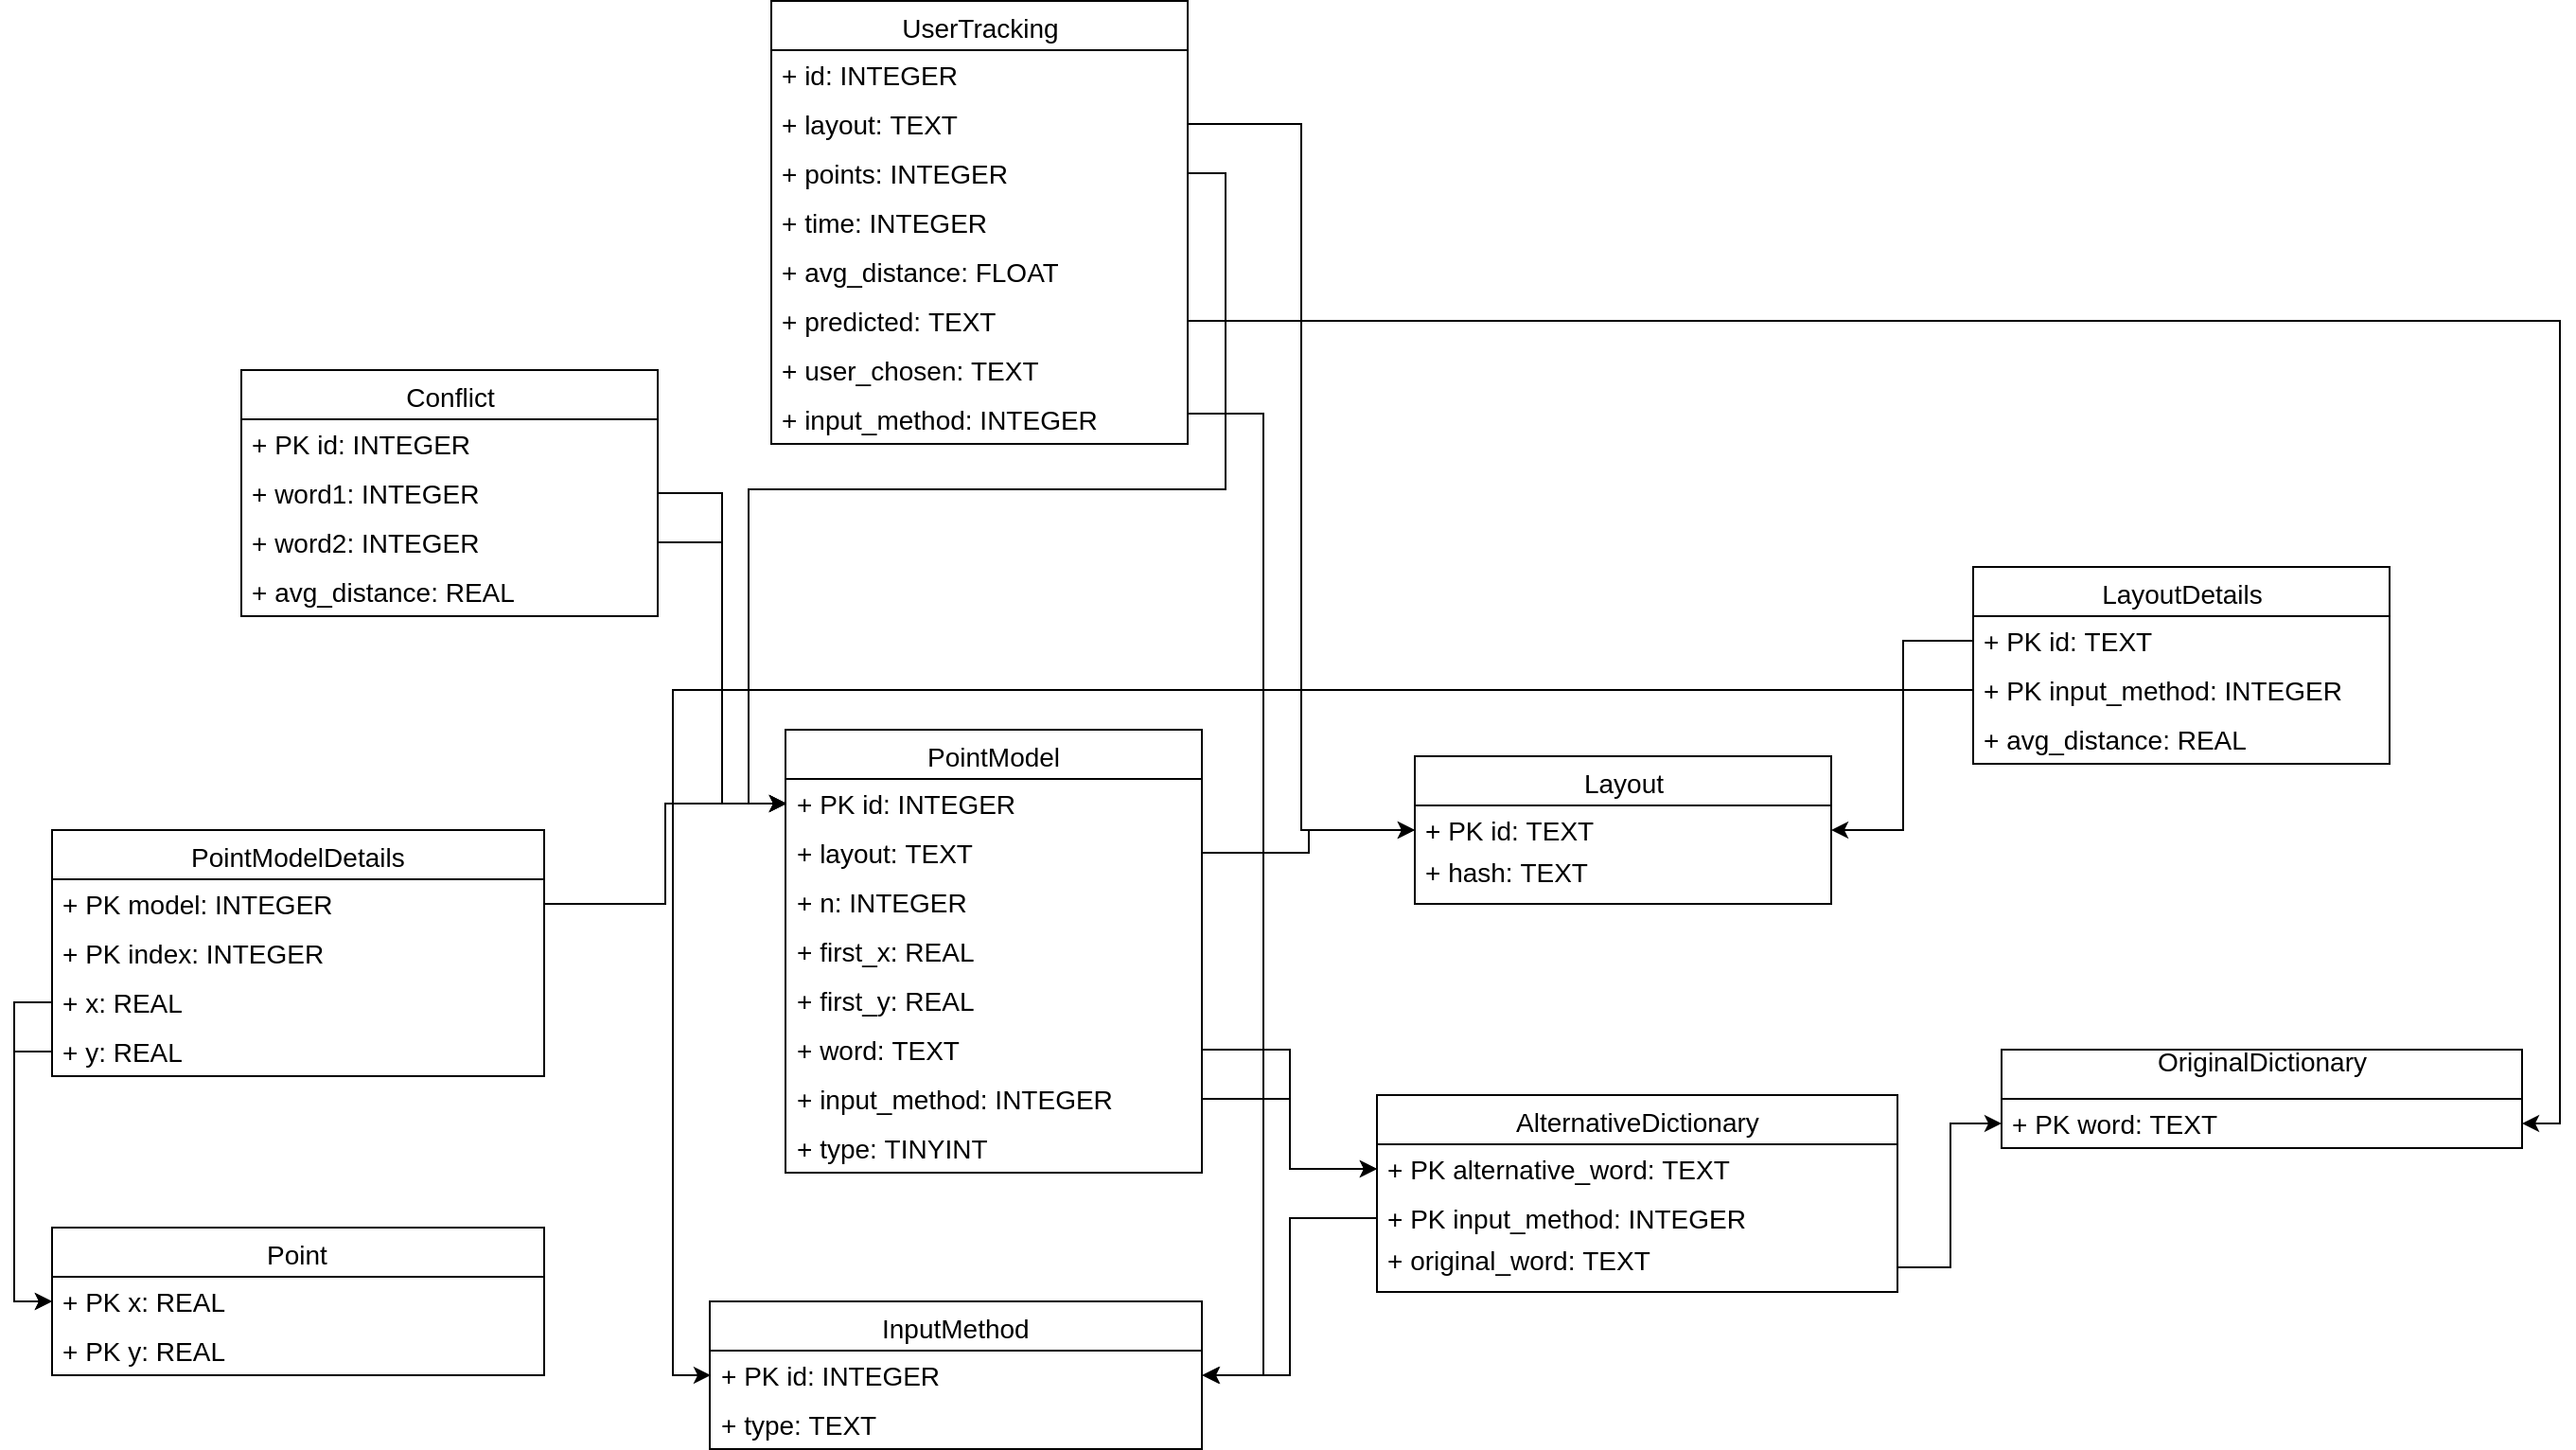 UserTracking
+ id: INTEGER
+ layout: TEXT
+ points: INTEGER
+ time: INTEGER
+ avg_distance: FLOAT
+ predicted: TEXT
+ user_chosen: TEXT
+ input_method: INTEGER
Conflict
+ PK id: INTEGER
+ word1: INTEGER
+ word2: INTEGER
+ avg_distance: REAL
LayoutDetails
+ PK id: TEXT
+ PK input_method: INTEGER
+ avg_distance: REAL
PointModel
+ PK id: INTEGER
+ layout: TEXT
+ n: INTEGER
+ first_x: REAL
+ first_y: REAL
+ word: TEXT
+ input_method: INTEGER
+ type: TINYINT
Layout
+ PK id: TEXT
+ hash: TEXT
PointModelDetails
+ PK model: INTEGER
+ PK index: INTEGER
+ x: REAL
+ y: REAL
OriginalDictionary
+ PK word: TEXT
AlternativeDictionary
+ PK alternative_word: TEXT
+ PK input_method: INTEGER
+ original_word: TEXT
Point
+ PK x: REAL
+ PK y: REAL
InputMethod
+ PK id: INTEGER
+ type: TEXT